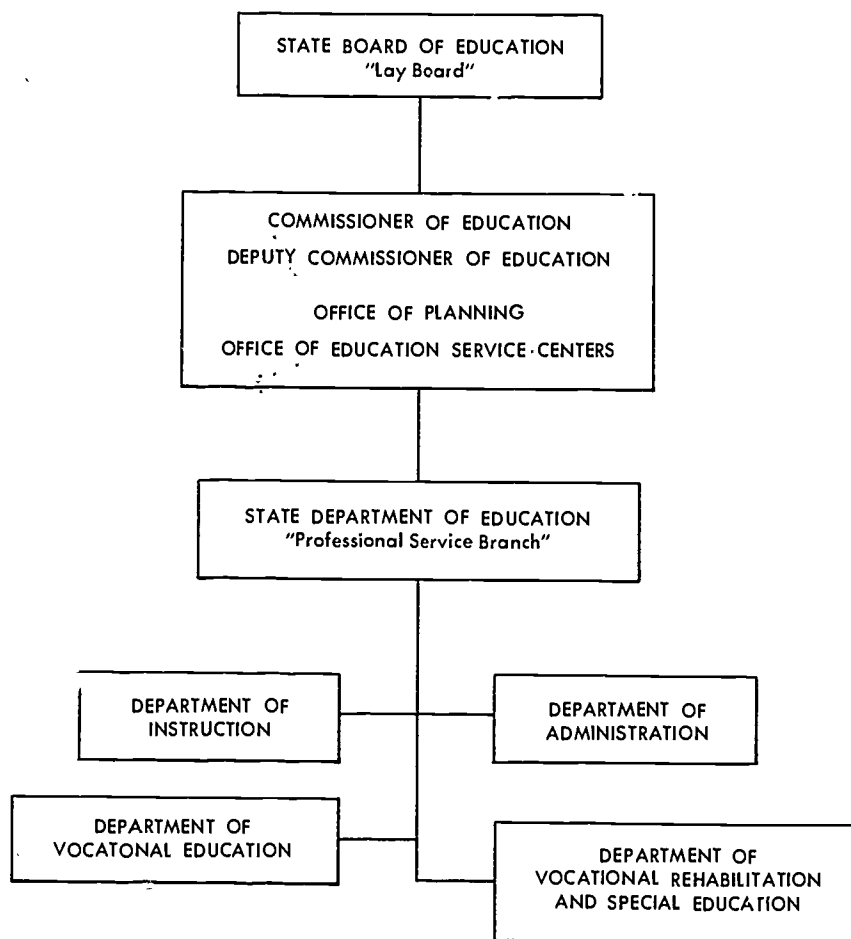 STATE BOARD OF EDUCATION
"Lay Board"
COMMISSIONER OF EDUCATION
DEPUTY COMMISSIONER OF EDUCATION
OFFICE OF PLANNING
OFFICE OF EDUCATION SERVICE·CENTERS
STATE DEPARTMENT OF EDUCATION
"Professional Service Branch"
DEPARTMENT OF
INSTRUCTION
DEPARTMENT OF
ADMINISTRATION
DEPARTMENT OF
VOCATONAL EDUCATION
DEPARTMENT OF
VOCATIONAL REHABILITATION
AND SPECIAL EDUCATION